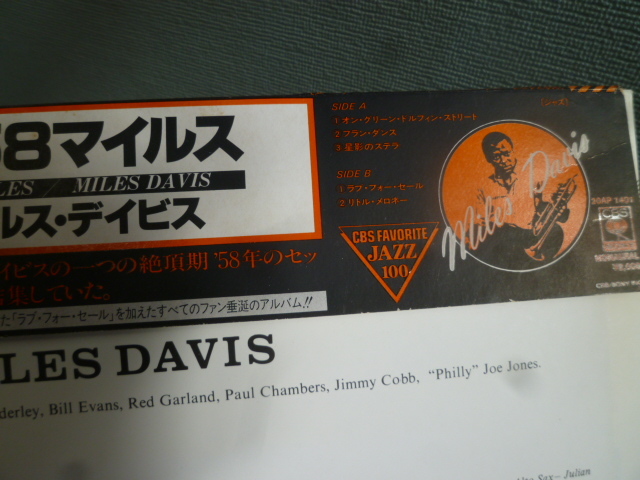 58マイルス
LES / MILES DAVIS
ルス・デイビス
イビスの一つの絶頂期'58年のセッ
集していた。
た「ラブ・フォー・セール」を加えたすべてのファン垂涎のアルバム!!
SIDE A
1 オン・グリーン・ドルフィン・ストリート
2 フラン・ダンス
3 星影のステラ
SIDE B
1 ラブ・フォー・セール
2 リトル・メロネー
CBS FAVORITE
JAZZ
100
(ジャズ)
Miles Davis
CBS
LES DAVIS
derley, Bill Evans, Red Garland, Paul Chambers, Jimmy Cobb, "Philly" Joe Jones.
Alto Sax – Julian